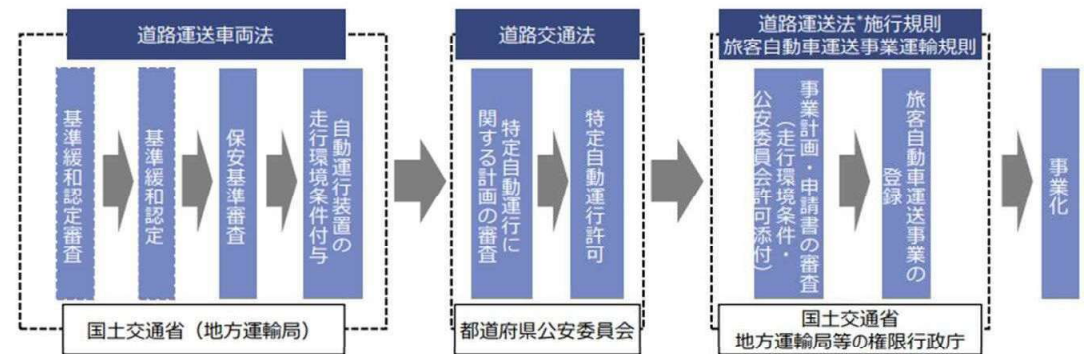 道路運送車両法
基準緩和認定審査
基準緩和認定
保安基準審査
自動運行装置の
走行環境条件付与
国土交通省（地方運輸局）
道路交通法
特定自動運行に
関する計画の審査
特定自動運行許可
都道府県公安委員会
道路運送法*施行規則
旅客自動車運送事業運輸規則
事業計画・申請書の審査
（走行環境条件・
公安委員会許可添付）
旅客自動車運送事業の
登録
国土交通省
地方運輸局等の権限行政庁
事業化